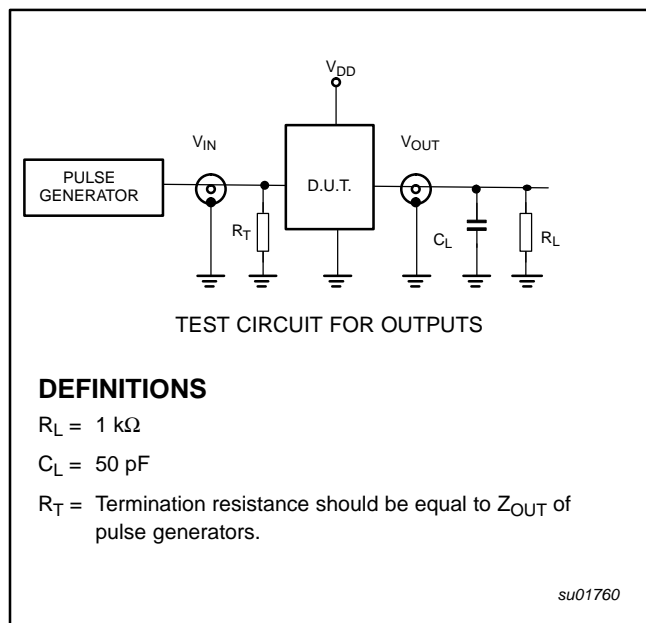 V_DD
V_IN
V_OUT
PULSE
GENERATOR
D.U.T.
R_T
C_L
R_L
TEST CIRCUIT FOR OUTPUTS
DEFINITIONS
R_L = 1 kΩ
C_L = 50 pF
R_T = Termination resistance should be equal to Z_OUT of
pulse generators.
su01760